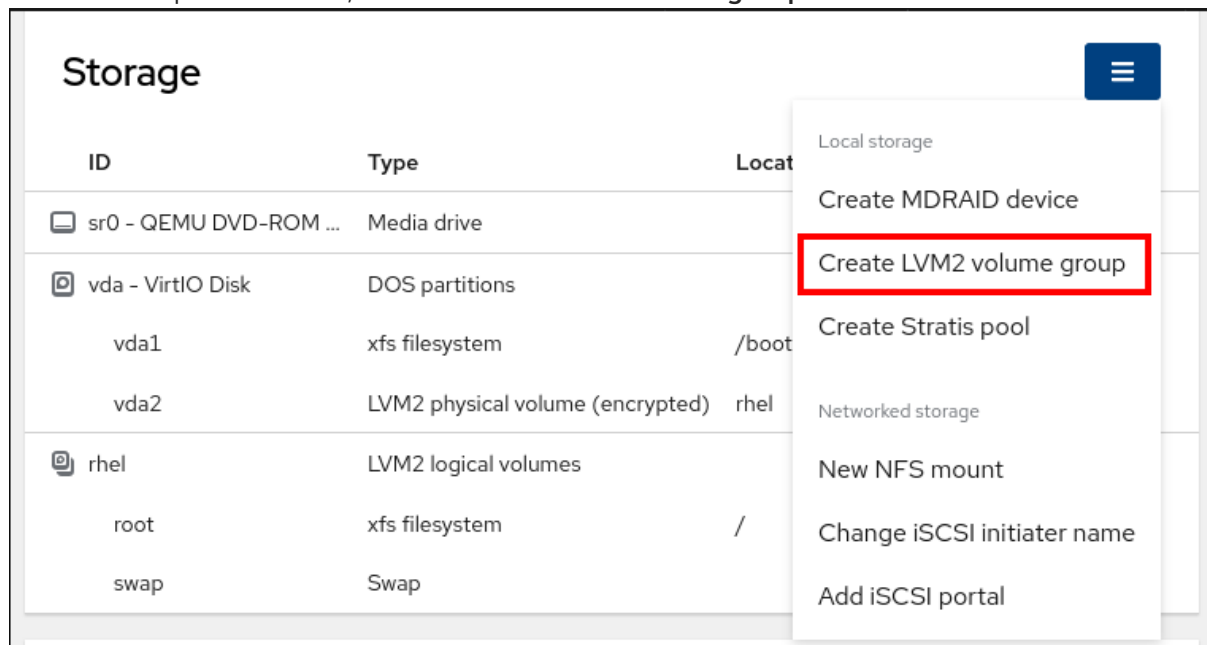 Storage
ID Type Locat
sr0 - QEMU DVD-ROM ... Media drive
vda - VirtIO Disk DOS partitions
vda1 xfs filesystem /boot
vda2 LVM2 physical volume (encrypted) rhel
rhel LVM2 logical volumes
root xfs filesystem /
swap Swap
Local storage
Create MDRAID device
Create LVM2 volume group
Create Stratis pool
Networked storage
New NFS mount
Change iSCSI initiater name
Add iSCSI portal